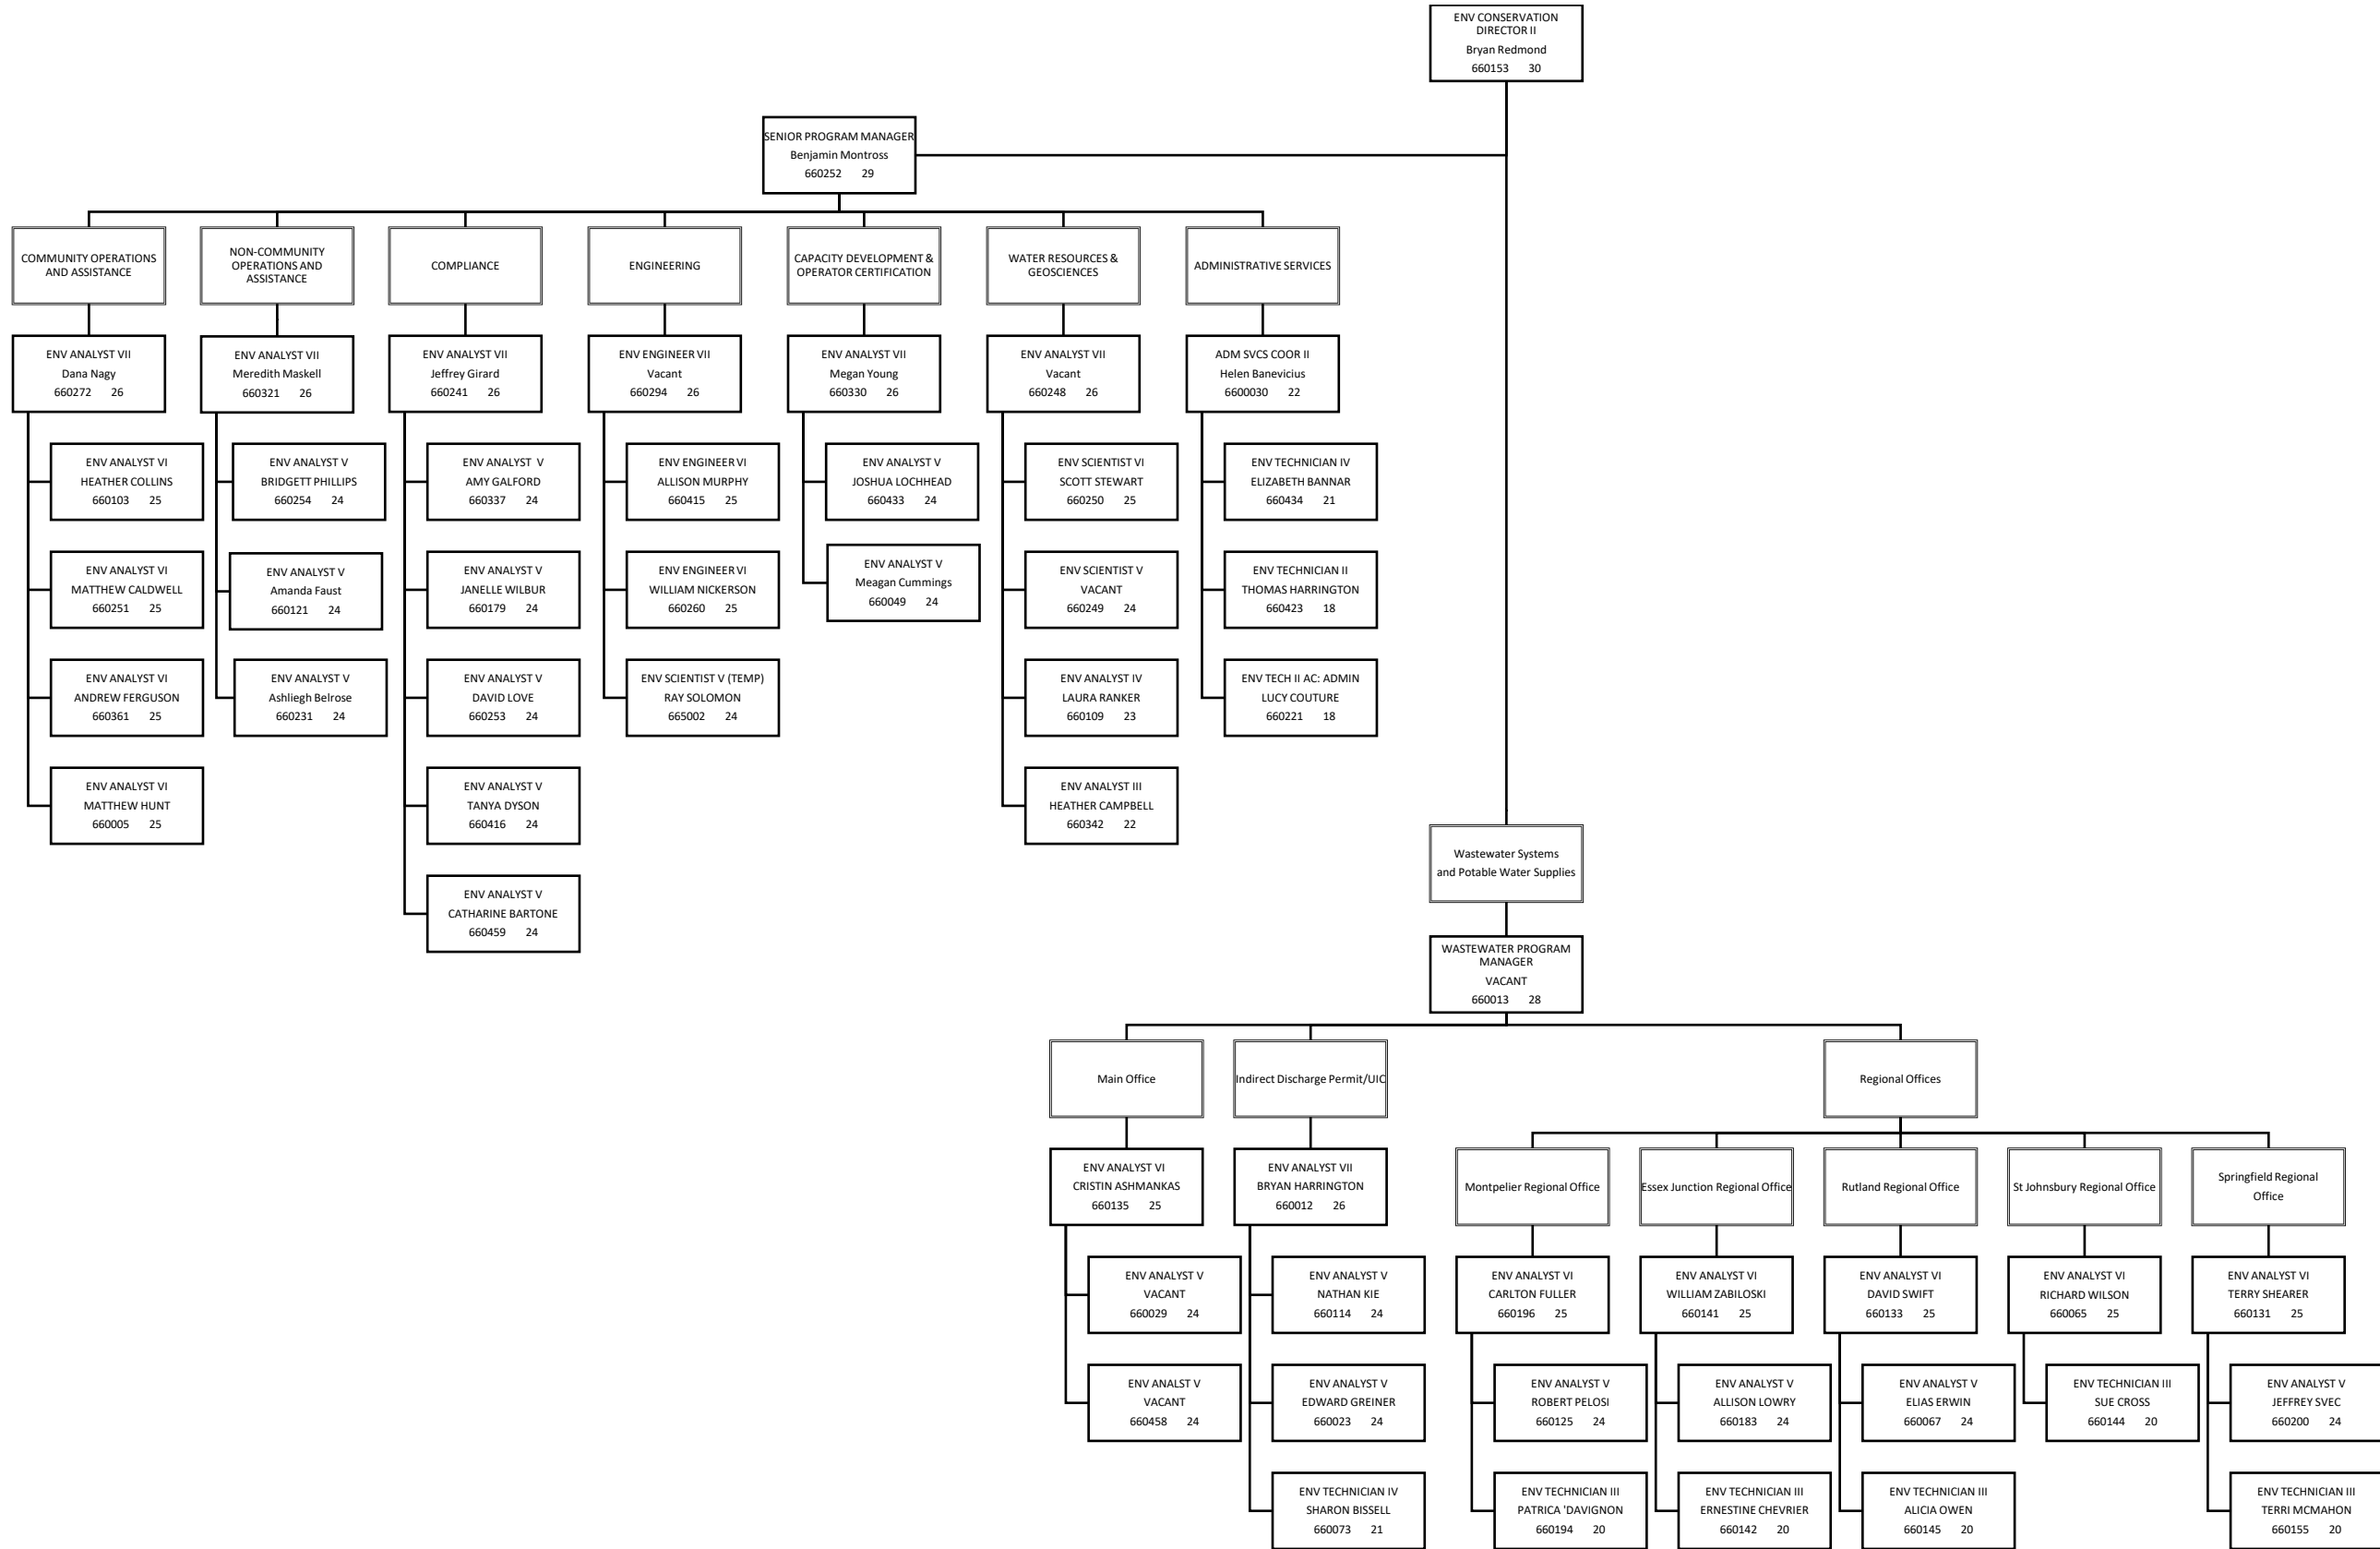 ENV CONSERVATION
DIRECTOR II
Bryan Redmond
660153 30
SENIOR PROGRAM MANAGER
Benjamin Montross
660252 29
COMMUNITY OPERATIONS
AND ASSISTANCE
ENV ANALYST VII
Dana Nagy
660272 26
ENV ANALYST VI
HEATHER COLLINS
660103 25
ENV ANALYST VI
MATTHEW CALDWELL
660251 25
ENV ANALYST VI
ANDREW FERGUSON
660361 25
ENV ANALYST VI
MATTHEW HUNT
660005 25
NON-COMMUNITY
OPERATIONS AND
ASSISTANCE
ENV ANALYST VII
Meredith Maskell
660321 26
ENV ANALYST V
BRIDGETT PHILLIPS
660254 24
ENV ANALYST V
Amanda Faust
660121 24
ENV ANALYST V
Ashliegh Belrose
660231 24
COMPLIANCE
ENV ANALYST VII
Jeffrey Girard
660241 26
ENV ANALYST V
AMY GALFORD
660337 24
ENV ANALYST V
JANELLE WILBUR
660179 24
ENV ANALYST V
DAVID LOVE
660253 24
ENV ANALYST V
TANYA DYSON
660416 24
ENV ANALYST V
CATHARINE BARTONE
660459 24
ENGINEERING
ENV ENGINEER VII
Vacant
660294 26
ENV ENGINEER VI
ALLISON MURPHY
660415 25
ENV ENGINEER VI
WILLIAM NICKERSON
660260 25
ENV SCIENTIST V (TEMP)
RAY SOLOMON
665002 24
CAPACITY DEVELOPMENT &
OPERATOR CERTIFICATION
ENV ANALYST VII
Megan Young
660330 26
ENV ANALYST V
JOSHUA LOCHHEAD
660433 24
ENV ANALYST V
Meagan Cummings
660049 24
WATER RESOURCES &
GEOSCIENCES
ENV ANALYST VII
Vacant
660248 26
ENV SCIENTIST VI
SCOTT STEWART
660250 25
ENV SCIENTIST V
VACANT
660249 24
ENV ANALYST IV
LAURA RANKER
660109 23
ENV ANALYST III
HEATHER CAMPBELL
660342 22
ADMINISTRATIVE SERVICES
ADM SVCS COOR II
Helen Banevicius
6600030 22
ENV TECHNICIAN IV
ELIZABETH BANNAR
660434 21
ENV TECHNICIAN II
THOMAS HARRINGTON
660423 18
ENV TECH II AC: ADMIN
LUCY COUTURE
660221 18
Wastewater Systems
and Potable Water Supplies
WASTEWATER PROGRAM
MANAGER
VACANT
660013 28
Main Office
ENV ANALYST VI
CRISTIN ASHMANKAS
660135 25
ENV ANALYST V
VACANT
660029 24
ENV ANALST V
VACANT
660458 24
Indirect Discharge Permit/UIC
ENV ANALYST VII
BRYAN HARRINGTON
660012 26
ENV ANALYST V
NATHAN KIE
660114 24
ENV ANALYST V
EDWARD GREINER
660023 24
ENV TECHNICIAN IV
SHARON BISSELL
660073 21
Regional Offices
Montpelier Regional Office
ENV ANALYST VI
CARLTON FULLER
660196 25
ENV ANALYST V
ROBERT PELOSI
660125 24
ENV TECHNICIAN III
PATRICA 'DAVIGNON
660194 20
Essex Junction Regional Office
ENV ANALYST VI
WILLIAM ZABILOSKI
660141 25
ENV ANALYST V
ALLISON LOWRY
660183 24
ENV TECHNICIAN III
ERNESTINE CHEVRIER
660142 20
Rutland Regional Office
ENV ANALYST VI
DAVID SWIFT
660133 25
ENV ANALYST V
ELIAS ERWIN
660067 24
ENV TECHNICIAN III
ALICIA OWEN
660145 20
St Johnsbury Regional Office
ENV ANALYST VI
RICHARD WILSON
660065 25
ENV TECHNICIAN III
SUE CROSS
660144 20
Springfield Regional
Office
ENV ANALYST VI
TERRY SHEARER
660131 25
ENV ANALYST V
JEFFREY SVEC
660200 24
ENV TECHNICIAN III
TERRI MCMAHON
660155 20